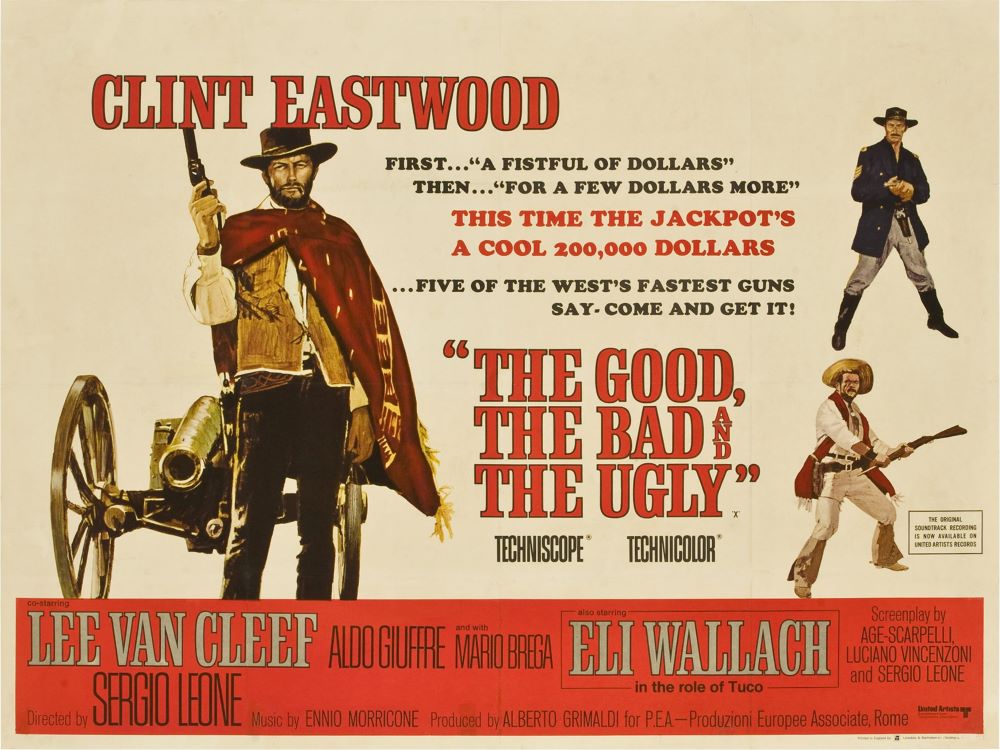 CLINT EASTWOOD
FIRST...“A FISTFUL OF DOLLARS”
THEN...“FOR A FEW DOLLARS MORE”
THIS TIME THE JACKPOT'S
A COOL 200,000 DOLLARS
...FIVE OF THE WEST'S FASTEST GUNS
SAY-COME AND GET IT!
“THE GOOD,
THE BAD AND
THE UGLY”
'X'
TECHNISCOPE® TECHNICOLOR®
THE ORIGINAL
SOUNDTRACK RECORDING
IS NOW AVAILABLE ON
UNITED ARTISTS RECORDS
co-starring
LEE VAN CLEEF
ALDO GIUFFRE
and with
MARIO BREGA
also starring
ELI WALLACH
in the role of Tuco
Screenplay by
AGE-SCARPELLI,
LUCIANO VINCENZONI
and SERGIO LEONE
Directed by SERGIO LEONE
Music by ENNIO MORRICONE
Produced by ALBERTO GRIMALDI for P.E.A.—Produzioni Europee Associate, Rome
United Artists
Printed in England by